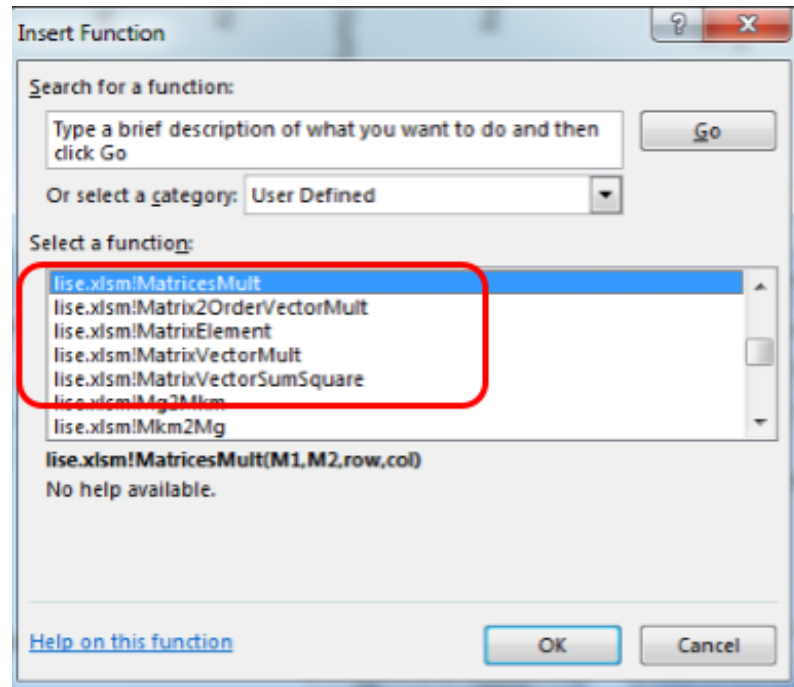 Insert Function
Search for a function:
Type a brief description of what you want to do and then
click Go
Go
Or select a category: User Defined
Select a function:
lise.xlsm!MatricesMult
lise.xlsm!Matrix2OrderVectorMult
lise.xlsm!MatrixElement
lise.xlsm!MatrixVectorMult
lise.xlsm!MatrixVectorSumSquare
lise.xlsm!Mg2Mkm
lise.xlsm!Mkm2Mg
lise.xlsm!MatricesMult(M1,M2,row,col)
No help available.
Help on this function
OK
Cancel